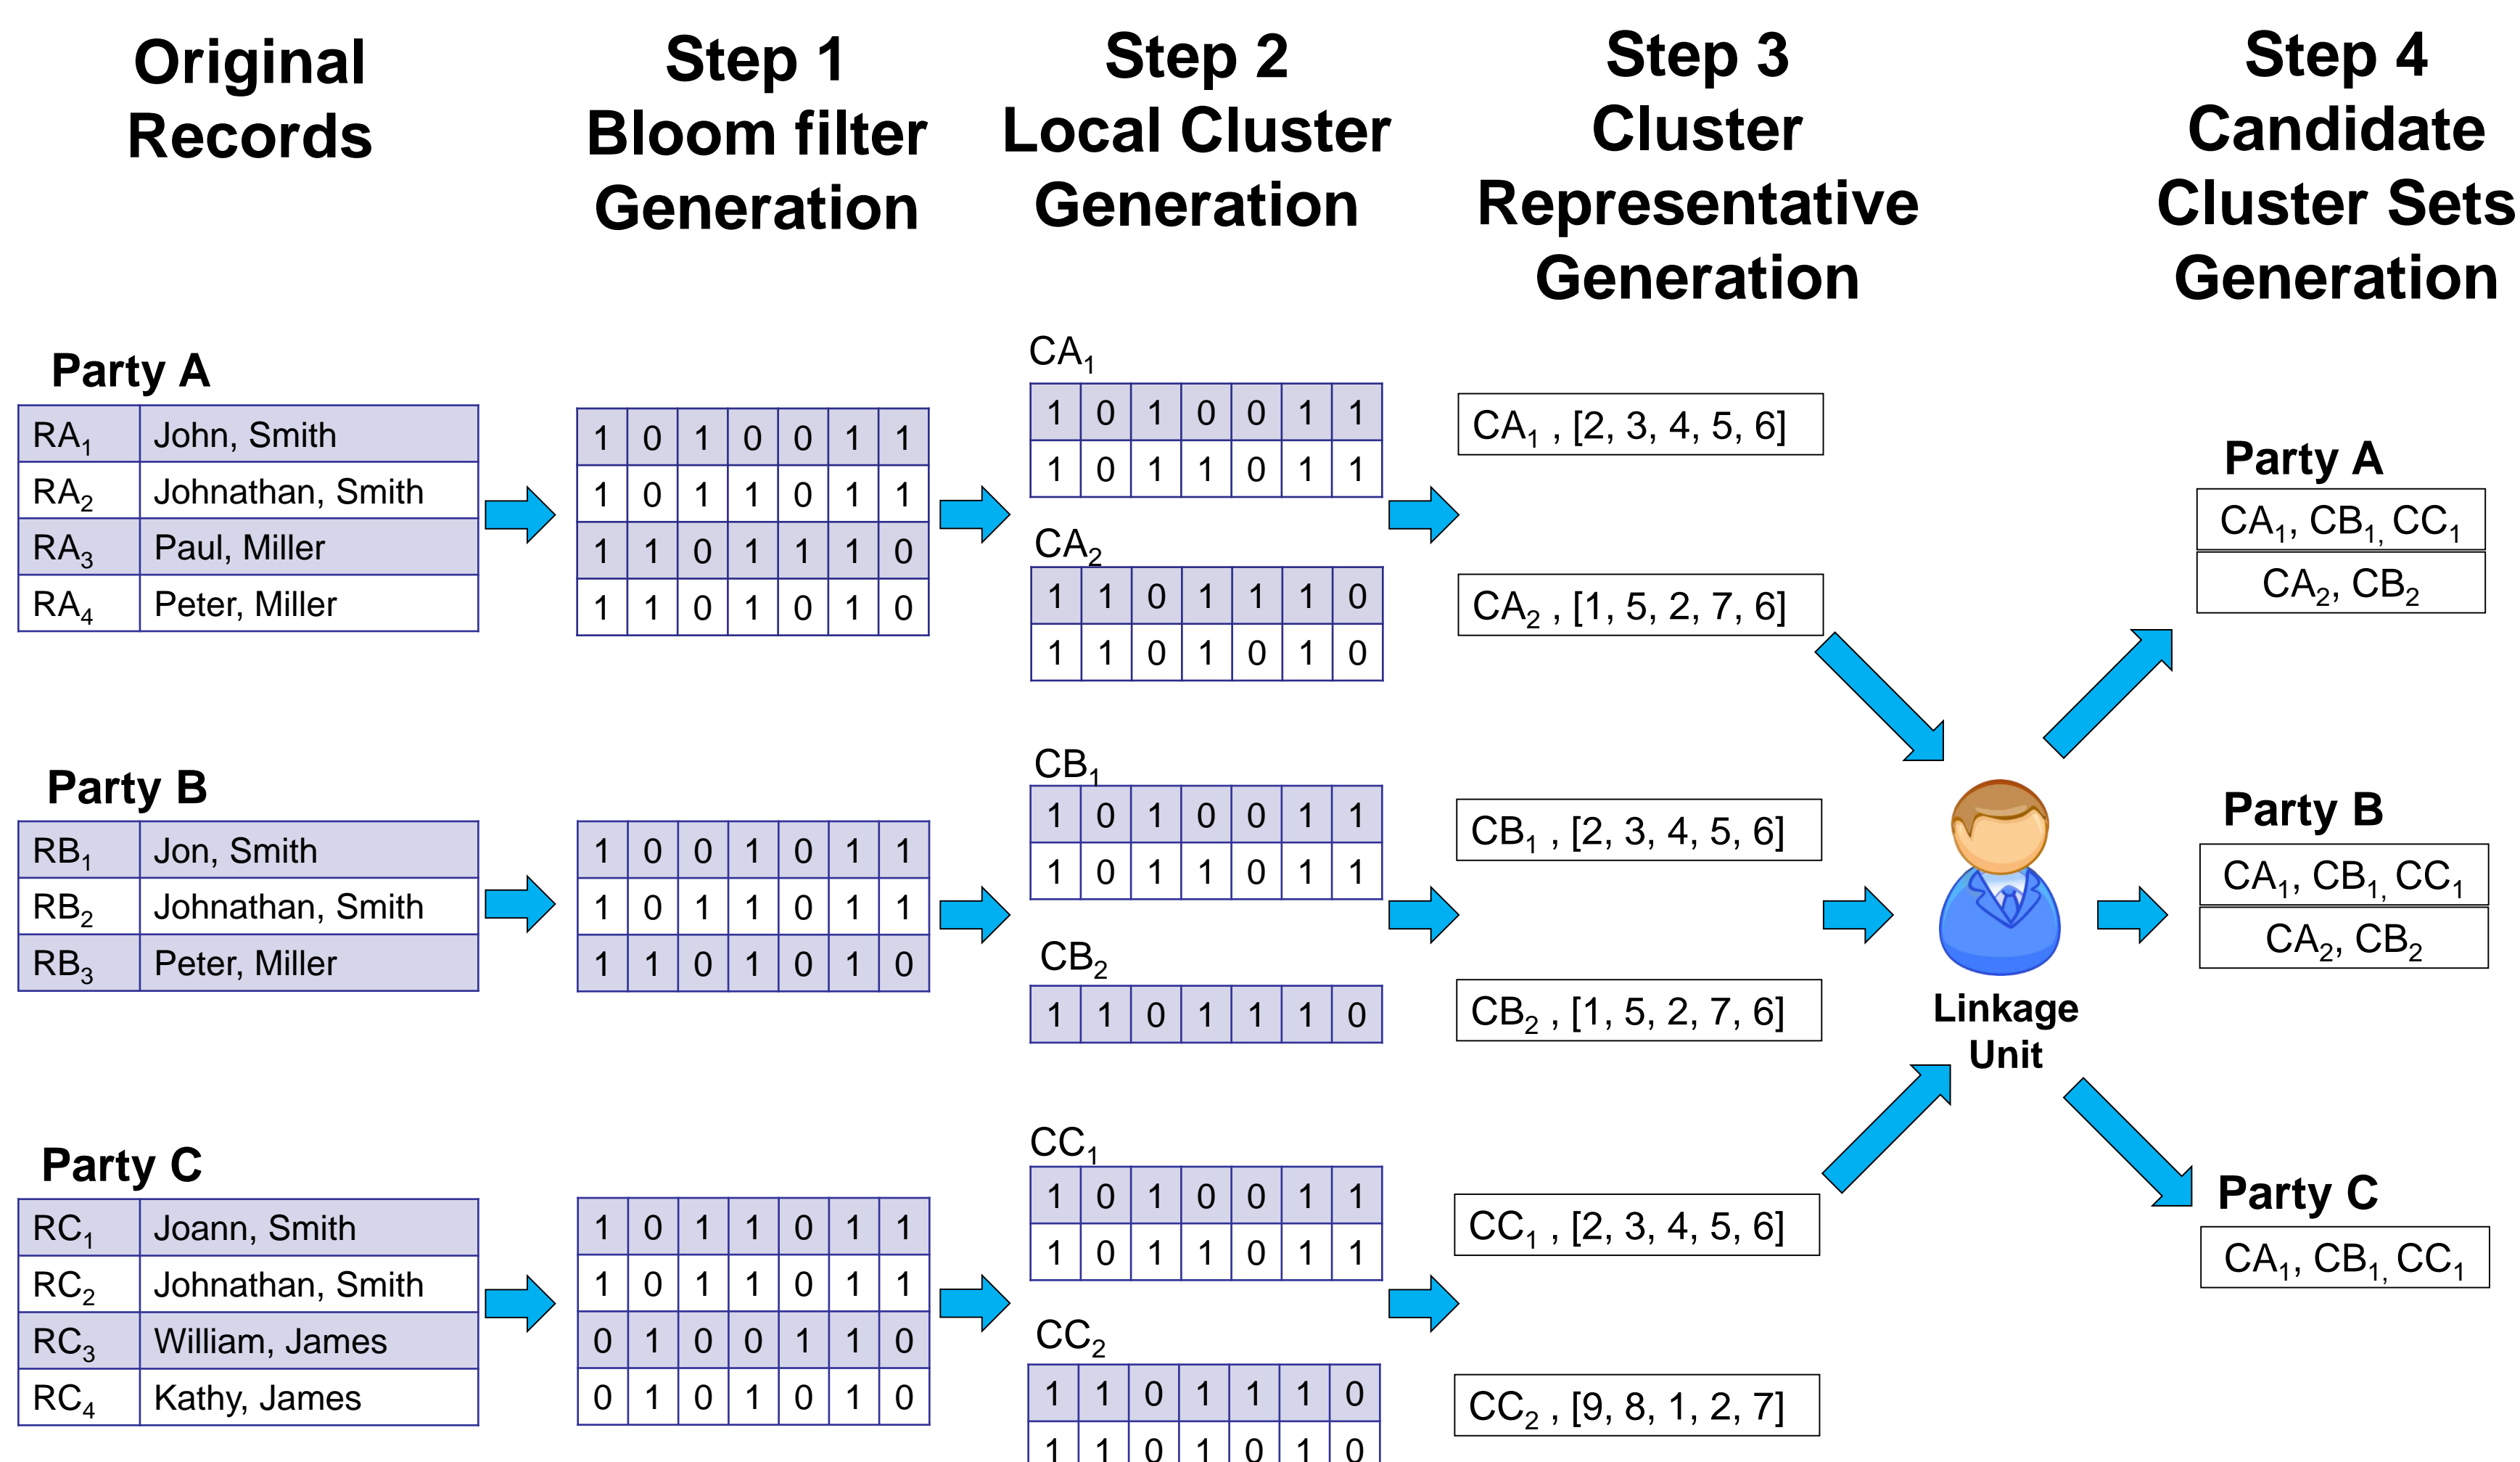 Original
Records
Step 1
Bloom filter
Generation
Step 2
Local Cluster
Generation
Step 3
Cluster
Representative
Generation
Step 4
Candidate
Cluster Sets
Generation
Party A
RA1 John, Smith
RA2 Johnathan, Smith
RA3 Paul, Miller
RA4 Peter, Miller
1 0 1 0 0 1 1
1 0 1 1 0 1 1
1 1 0 1 1 1 0
1 1 0 1 0 1 0
CA1
1 0 1 0 0 1 1
1 0 1 1 0 1 1
CA2
1 1 0 1 1 1 0
1 1 0 1 0 1 0
CA1 , [2, 3, 4, 5, 6]
CA2 , [1, 5, 2, 7, 6]
Party B
RB1 Jon, Smith
RB2 Johnathan, Smith
RB3 Peter, Miller
1 0 0 1 0 1 1
1 0 1 1 0 1 1
1 1 0 1 0 1 0
CB1
1 0 1 0 0 1 1
1 0 1 1 0 1 1
CB2
1 1 0 1 1 1 0
CB1 , [2, 3, 4, 5, 6]
CB2 , [1, 5, 2, 7, 6]
Party C
RC1 Joann, Smith
RC2 Johnathan, Smith
RC3 William, James
RC4 Kathy, James
1 0 1 1 0 1 1
1 0 1 1 0 1 1
0 1 0 0 1 1 0
0 1 0 1 0 1 0
CC1
1 0 1 0 0 1 1
1 0 1 1 0 1 1
CC2
1 1 0 1 1 1 0
1 1 0 1 0 1 0
CC1 , [2, 3, 4, 5, 6]
CC2 , [9, 8, 1, 2, 7]
Linkage
Unit
Party A
CA1, CB1, CC1
CA2, CB2
Party B
CA1, CB1, CC1
CA2, CB2
Party C
CA1, CB1, CC1